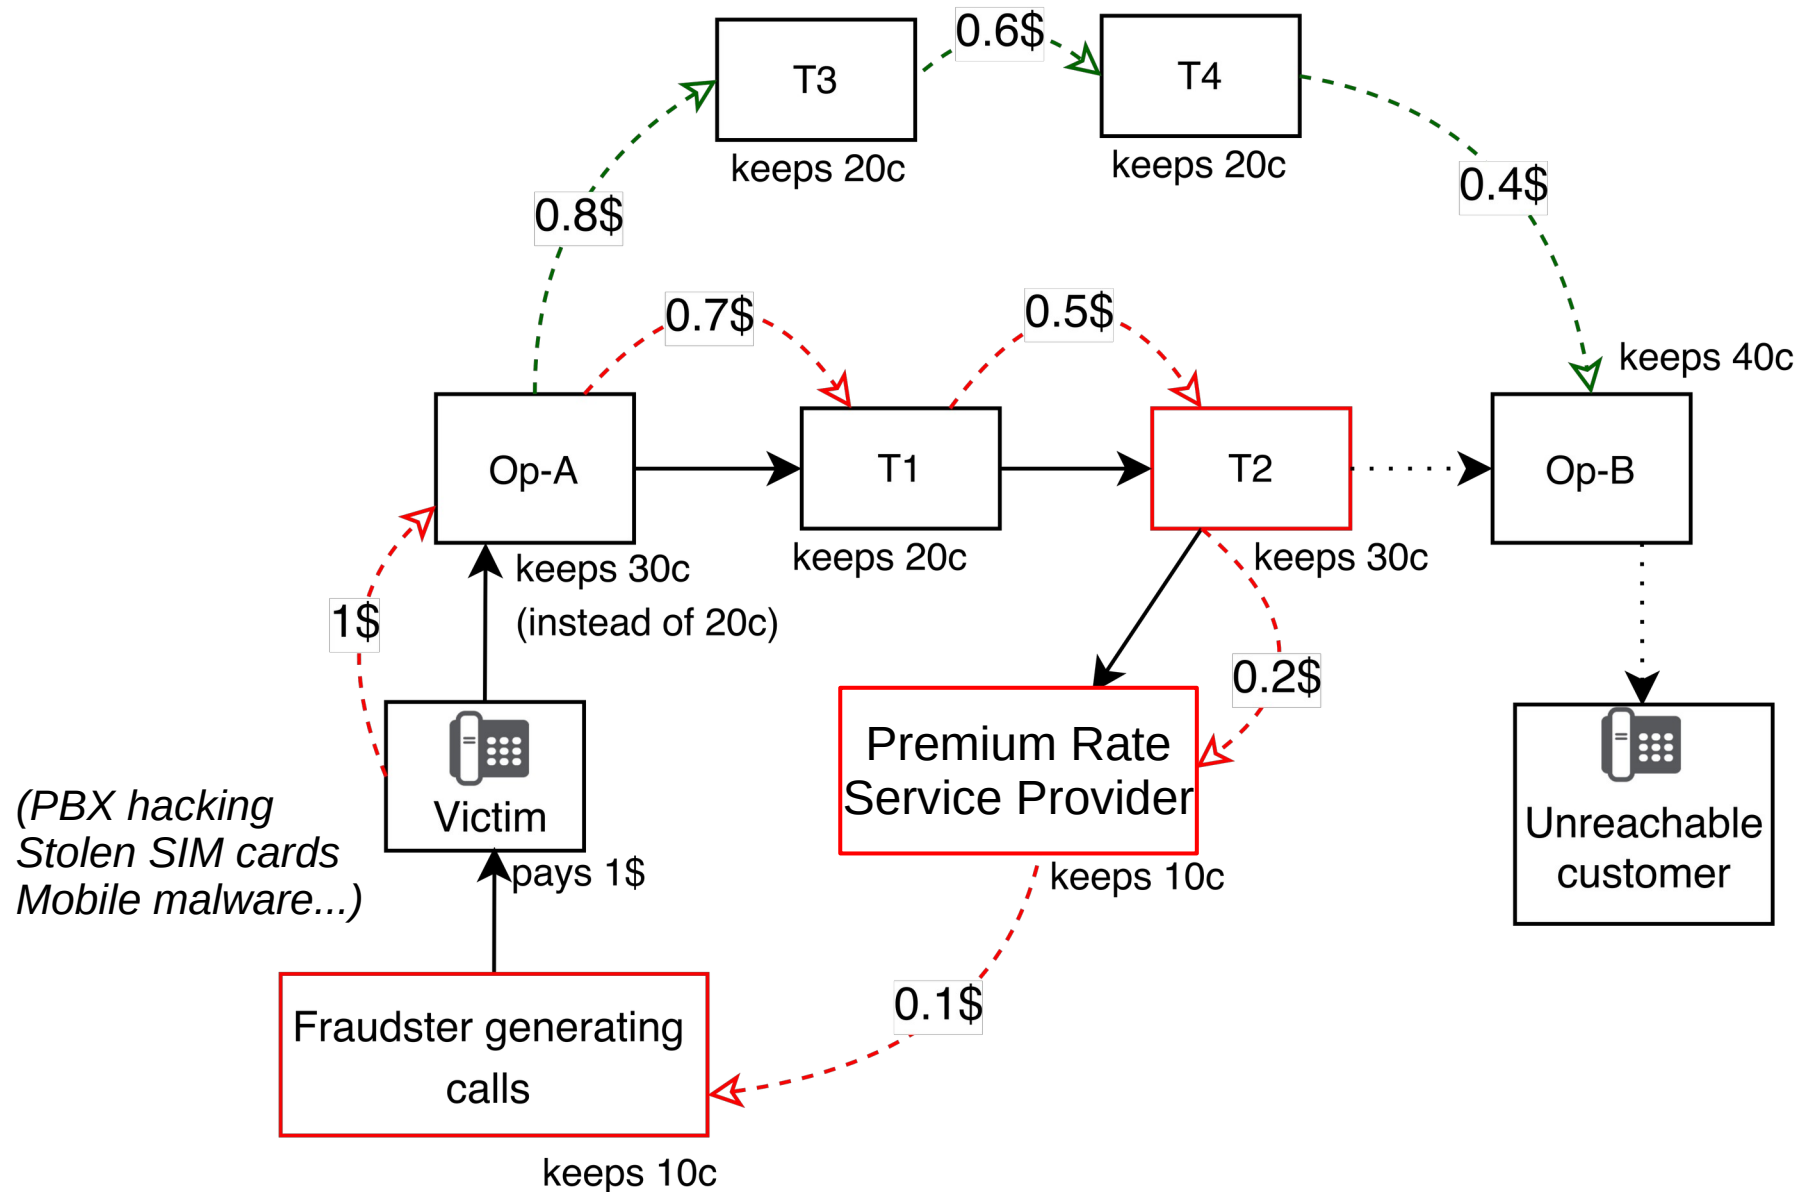 0.6$
T3
T4
keeps 20c
keeps 20c
0.8$
0.4$
0.7$
0.5$
keeps 40c
Op-A
T1
T2
Op-B
keeps 30c
(instead of 20c)
keeps 20c
keeps 30c
1$
0.2$
Premium Rate
Service Provider
keeps 10c
Victim
pays 1$
(PBX hacking
Stolen SIM cards
Mobile malware...)
Unreachable
customer
0.1$
Fraudster generating
calls
keeps 10c